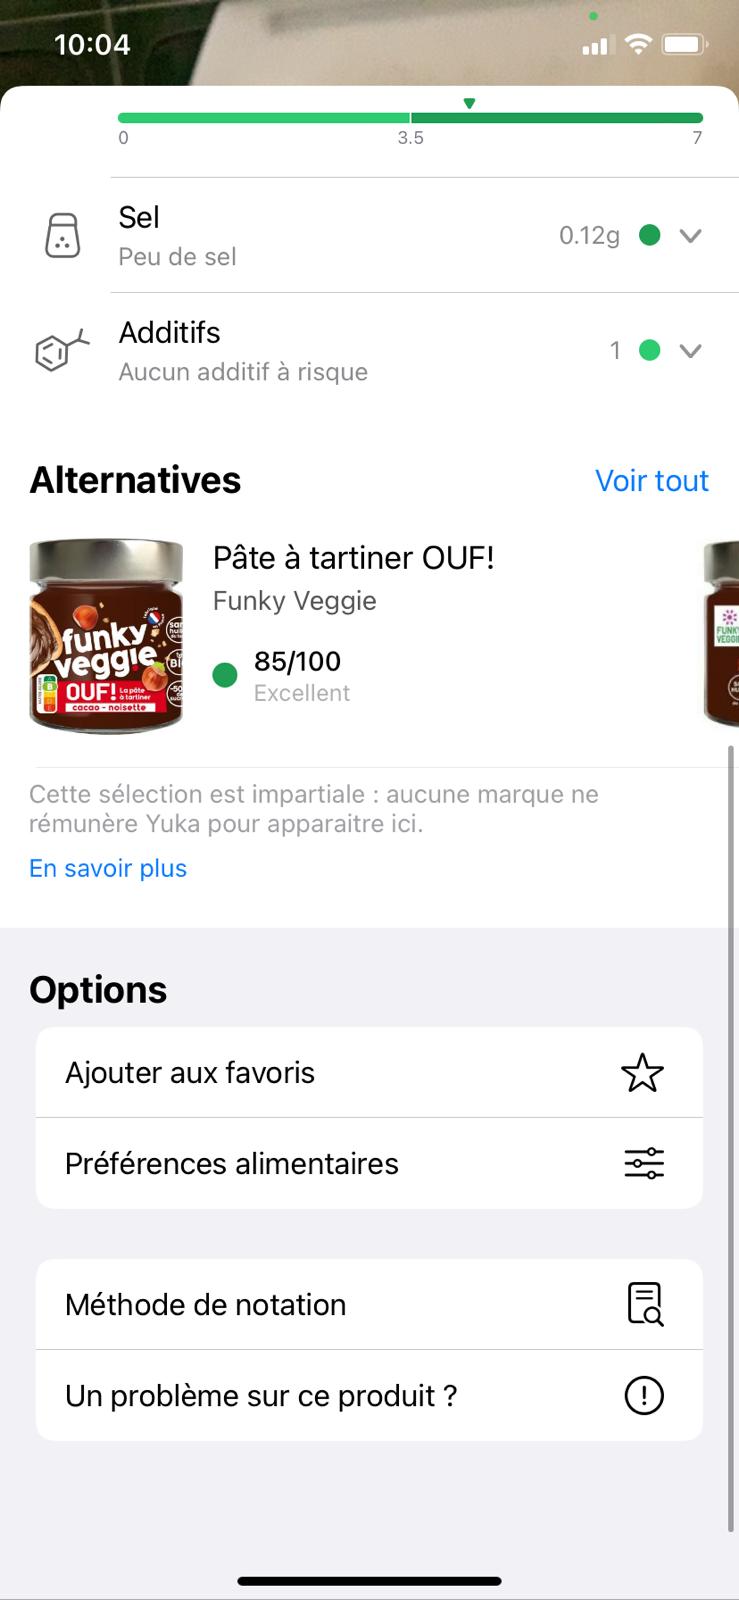 10:04
0 3.5 7
Sel
Peu de sel
0.12g
Additifs
Aucun additif à risque
1
Alternatives
Voir tout
Pâte à tartiner OUF!
Funky Veggie
85/100
Excellent
funky
veggie
OUF! La pâte
à tartiner
cacao - noisette
Cette sélection est impartiale : aucune marque ne
rémunère Yuka pour apparaitre ici.
En savoir plus
Options
Ajouter aux favoris
Préférences alimentaires
Méthode de notation
Un problème sur ce produit ?